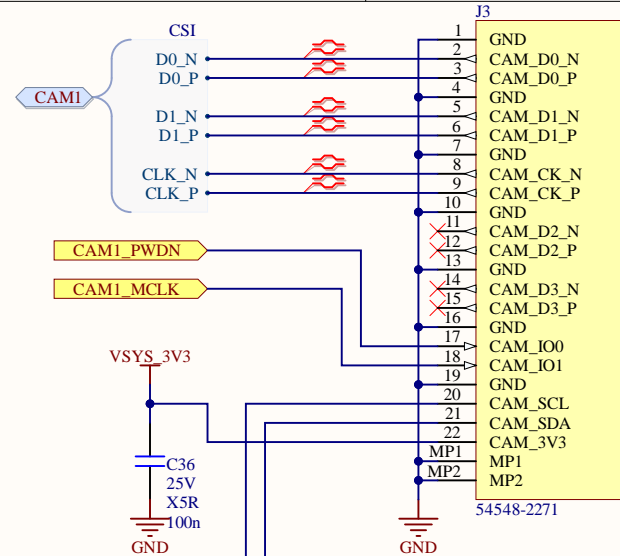 J3
CSI
1 GND
D0_N 2 CAM_D0_N
D0_P 3 CAM_D0_P
CAM1 4 GND
D1_N 5 CAM_D1_N
D1_P 6 CAM_D1_P
7 GND
CLK_N 8 CAM_CK_N
CLK_P 9 CAM_CK_P
10 GND
11 CAM_D2_N
CAM1_PWDN 12 CAM_D2_P
13 GND
CAM1_MCLK 14 CAM_D3_N
15 CAM_D3_P
16 GND
17 CAM_IO0
VSYS_3V3 18 CAM_IO1
19 GND
20 CAM_SCL
21 CAM_SDA
22 CAM_3V3
C36 MP1 MP1
25V MP2 MP2
X5R 54548-2271
100n
GND GND